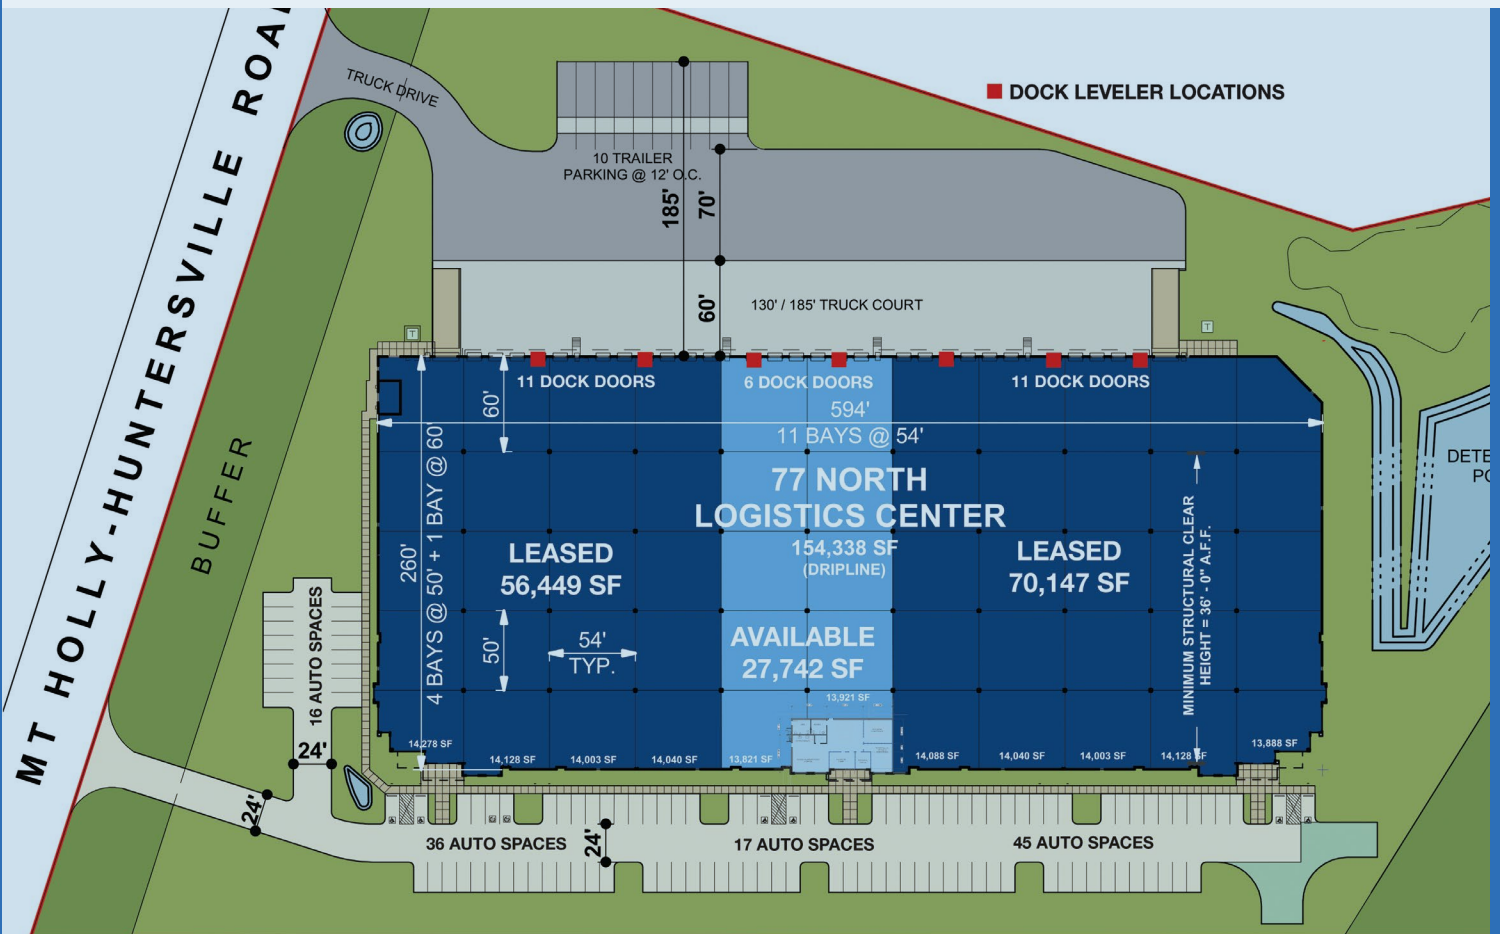 MT HOLLY-HUNTERSVILLE ROAD
TRUCK DRIVE
DOCK LEVELER LOCATIONS
10 TRAILER
PARKING @ 12' O.C.
185'
70'
60'
130' / 185' TRUCK COURT
T
T
11 DOCK DOORS
6 DOCK DOORS
11 DOCK DOORS
60'
594'
11 BAYS @ 54'
BUFFER
260'
4 BAYS @ 50' + 1 BAY @ 60'
77 NORTH
LOGISTICS CENTER
154,338 SF
(DRIPLINE)
LEASED
56,449 SF
LEASED
70,147 SF
MINIMUM STRUCTURAL CLEAR
HEIGHT = 36' - 0" A.F.F.
DETE
PO
50'
54'
TYP.
AVAILABLE
27,742 SF
13,921 SF
16 AUTO SPACES
24'
14,278 SF
14,128 SF
14,003 SF
14,040 SF
13,821 SF
14,088 SF
14,040 SF
14,003 SF
14,128 SF
13,888 SF
24'
36 AUTO SPACES
24'
17 AUTO SPACES
45 AUTO SPACES